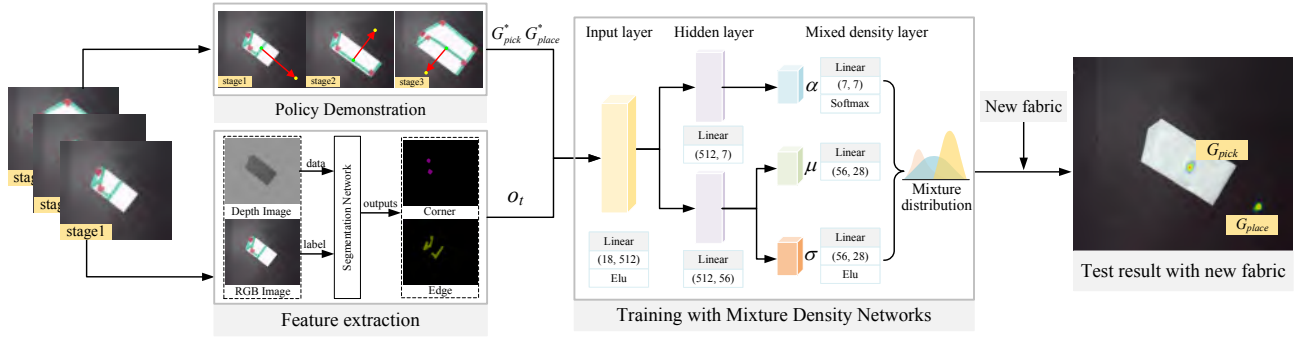 stage1
stage1
stage2
stage3
Policy Demonstration
G*pick G*place
Depth Image
RGB Image
data
label
Segmentation Network
outputs
Corner
Edge
Feature extraction
o_t
Input layer
Hidden layer
Mixed density layer
Linear
(18, 512)
Elu
Linear
(512, 7)
Linear
(512, 56)
α
Linear
(7, 7)
Softmax
μ
Linear
(56, 28)
σ
Linear
(56, 28)
Elu
Mixture
distribution
Training with Mixture Density Networks
New fabric
G_pick
G_place
Test result with new fabric